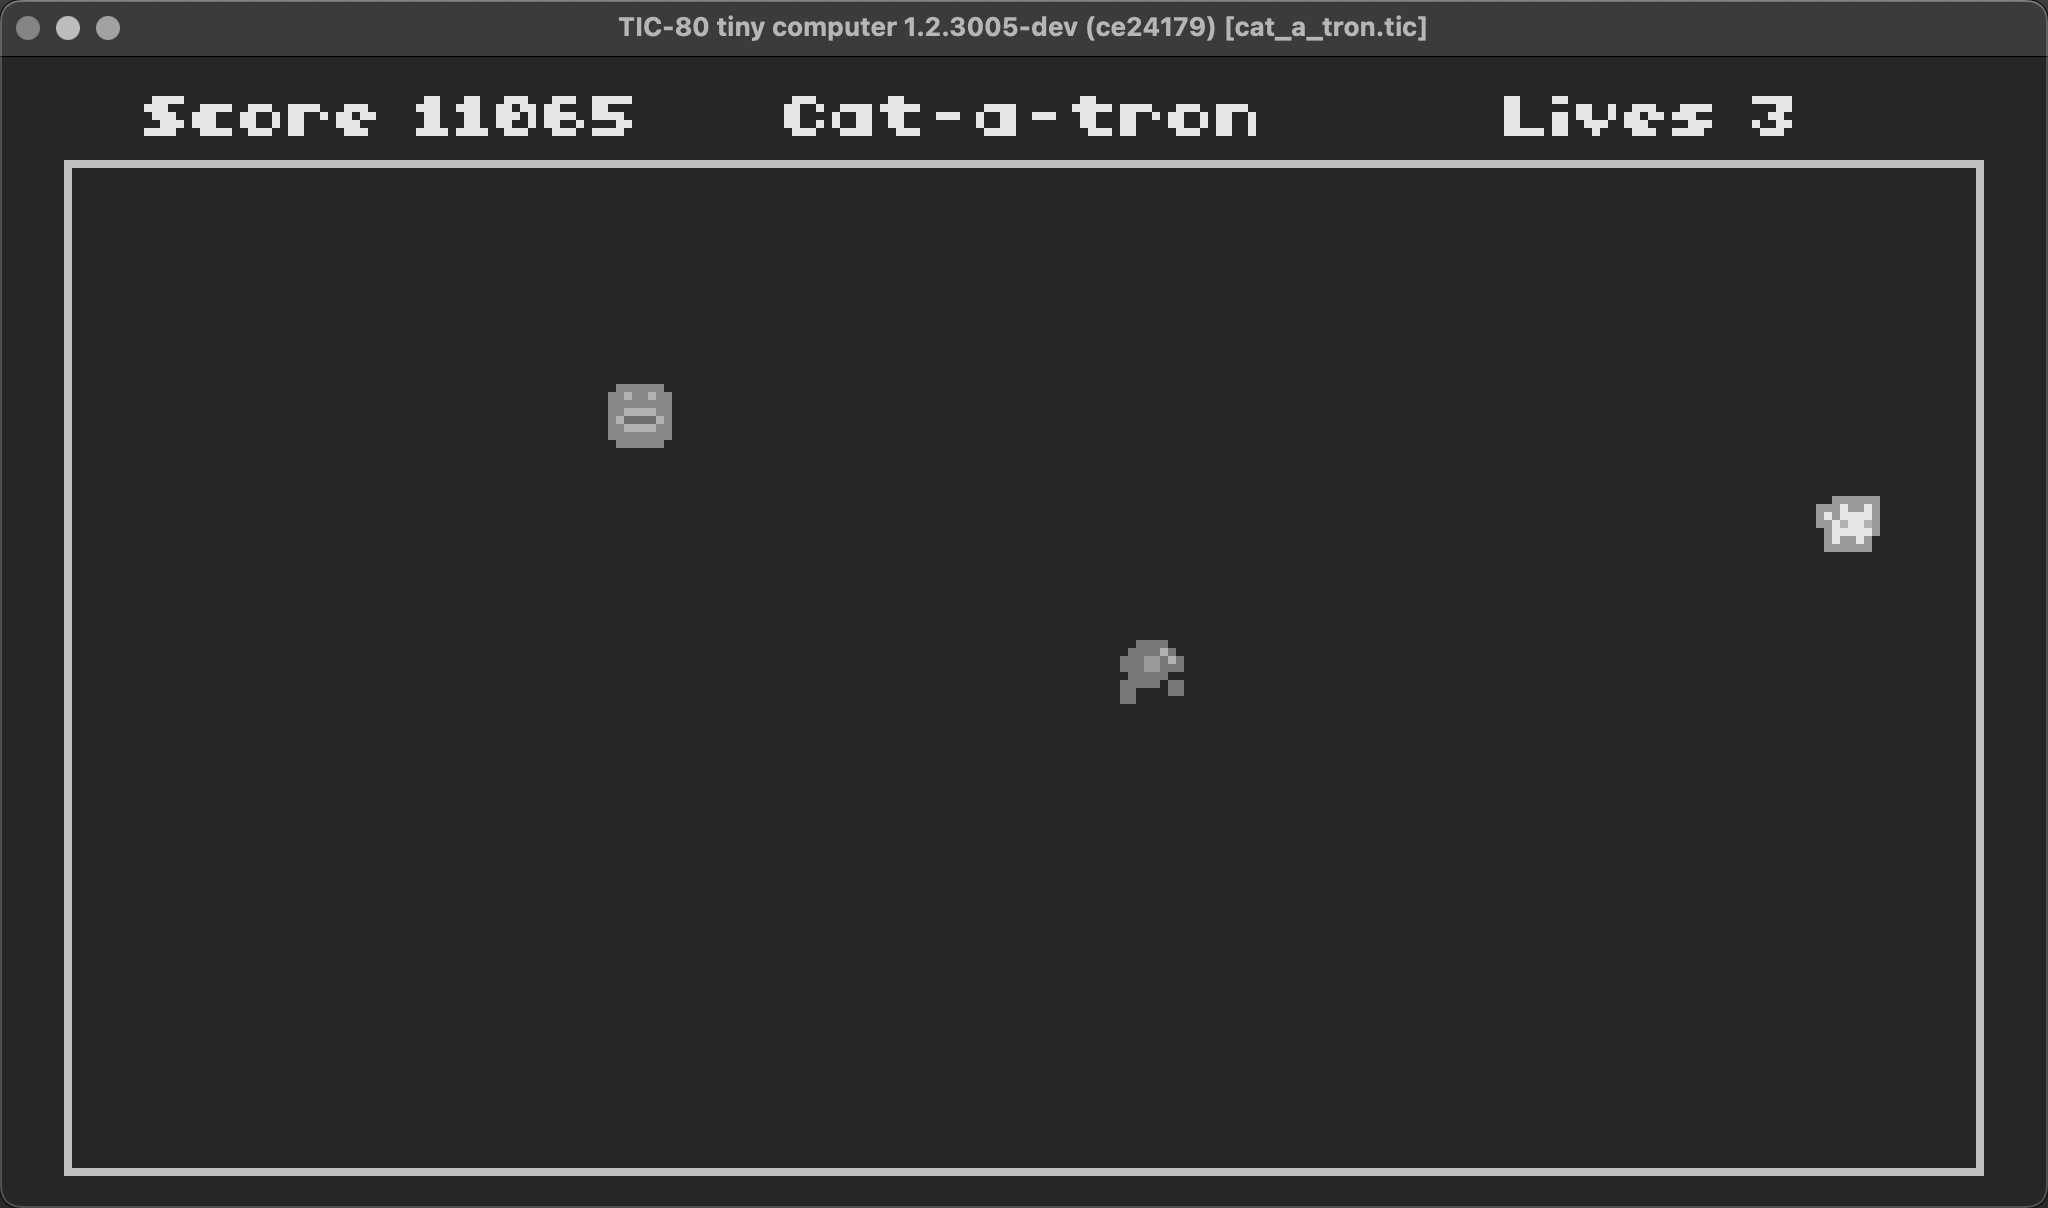 TIC-80 tiny computer 1.2.3005-dev (ce24179) [cat_a_tron.tic]
Score 11065 Cat-a-tron Lives 3